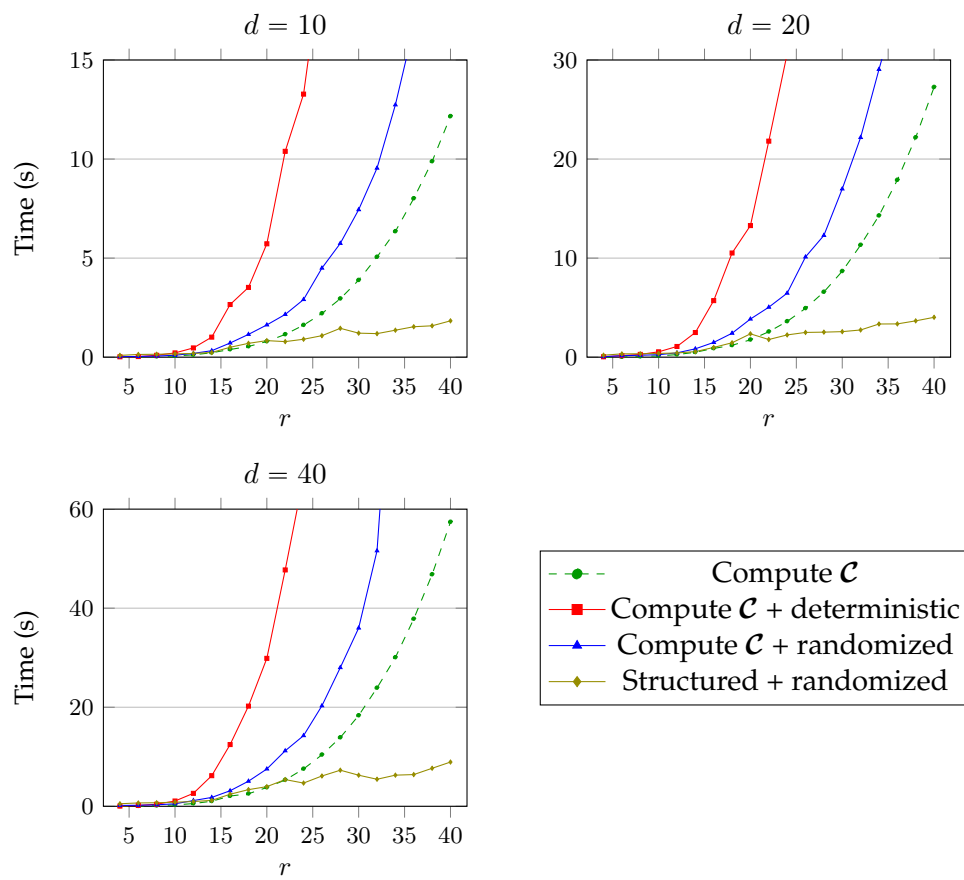 d = 10
15
10
5
0
Time (s)
5 10 15 20 25 30 35 40
r
d = 20
30
20
10
0
5 10 15 20 25 30 35 40
r
d = 40
60
40
20
0
Time (s)
5 10 15 20 25 30 35 40
r
Compute 𝓒
Compute 𝓒 + deterministic
Compute 𝓒 + randomized
Structured + randomized